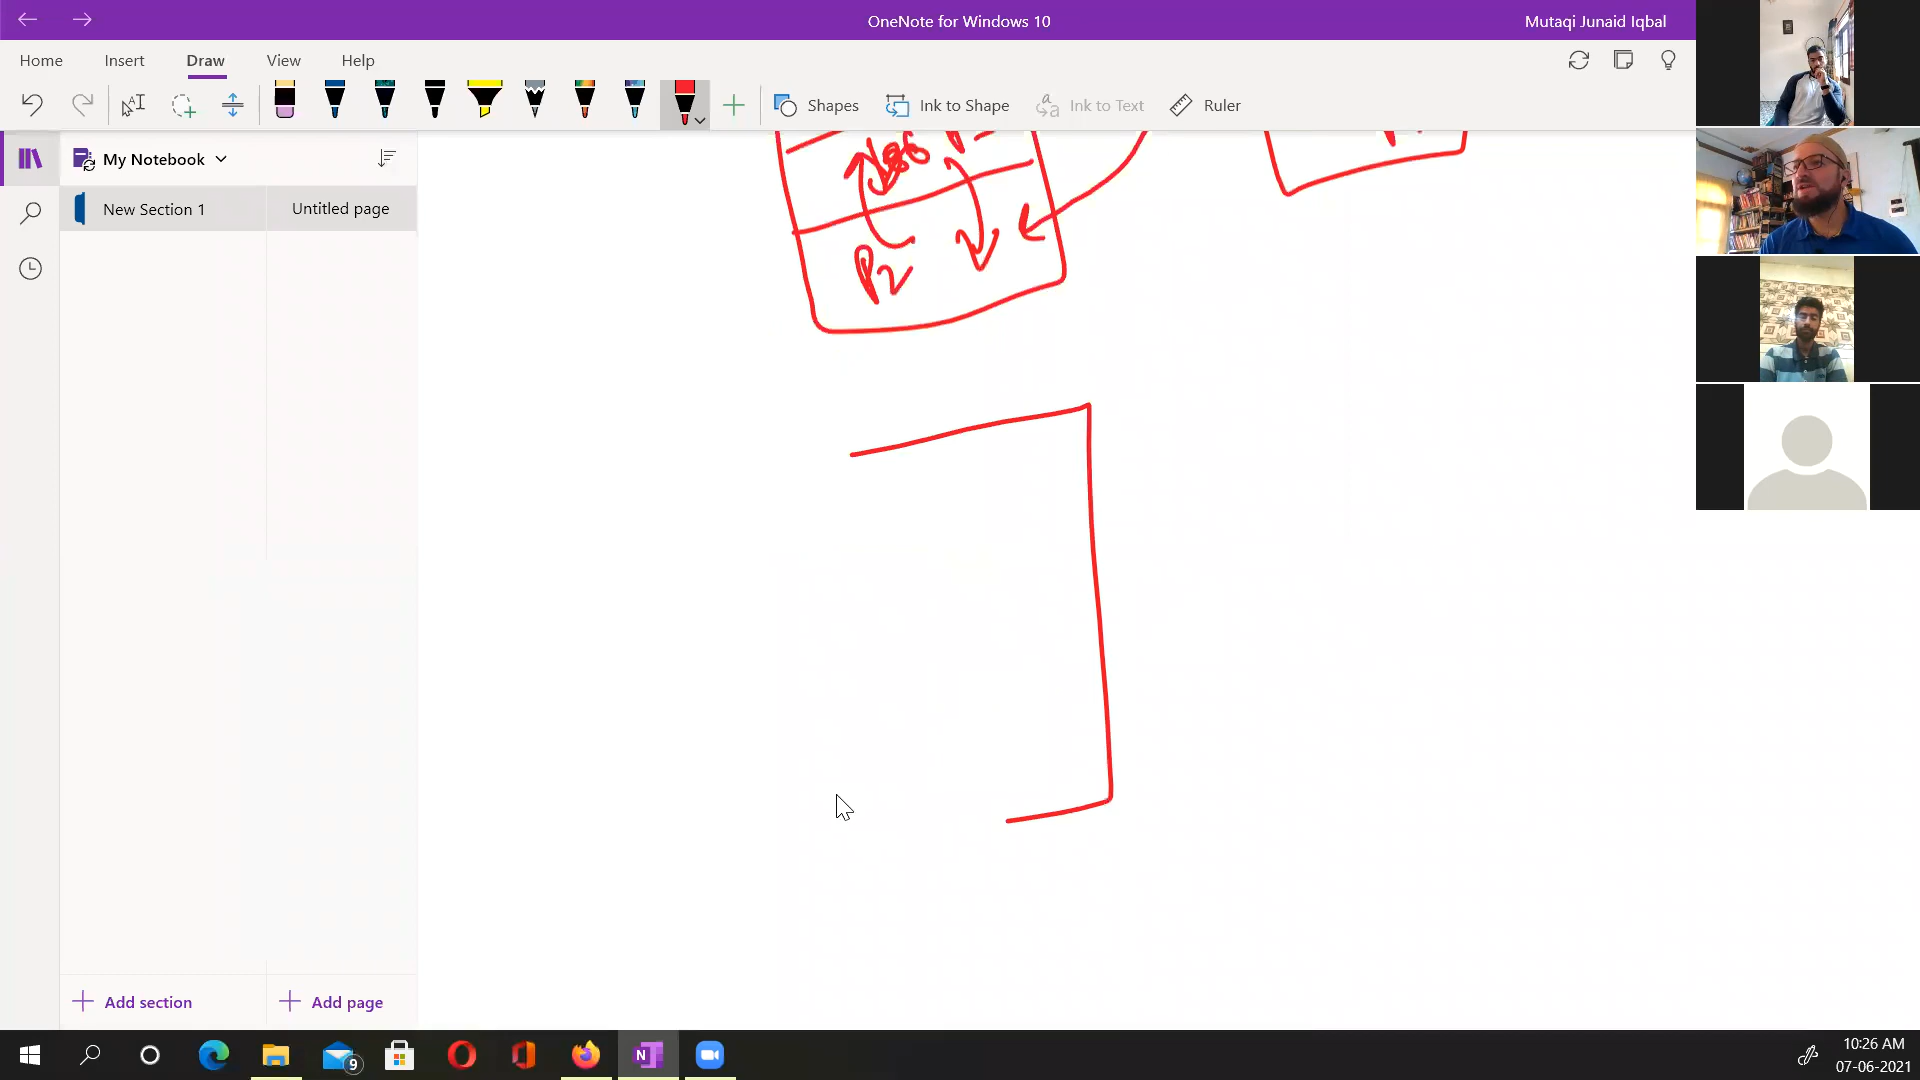 OneNote for Windows 10
Mutaqi Junaid Iqbal
Home Insert Draw View Help
Shapes Ink to Shape Ink to Text Ruler
My Notebook
New Section 1
Untitled page
P2
Add section
Add page
9
N
10:26 AM
07-06-2021